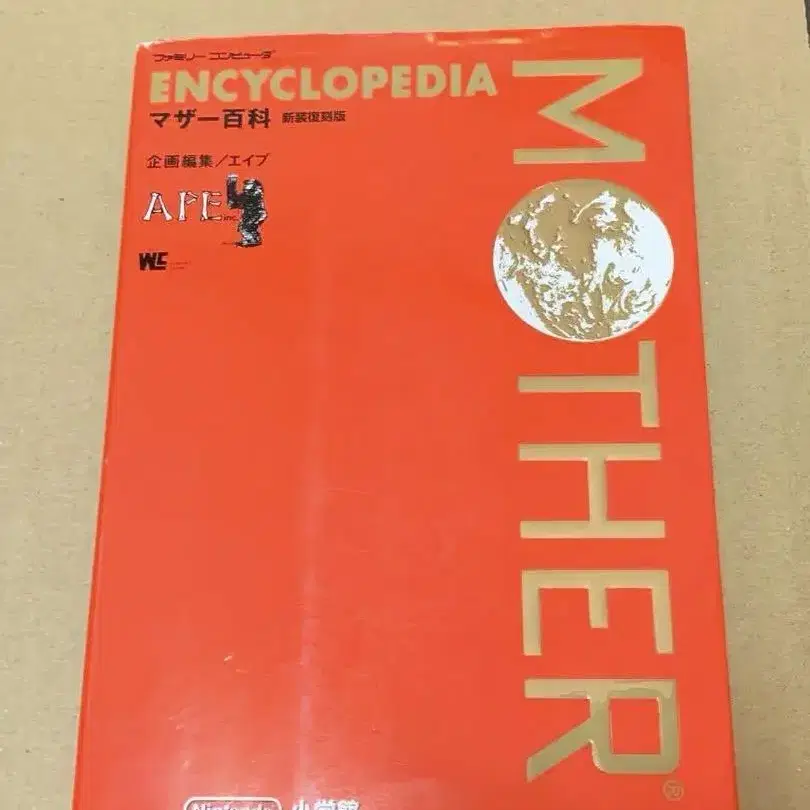 ファミリーコンピュータ
ENCYCLOPEDIA
マザー百科 新装復刻版
企画編集/エイプ
APE inc.
MOTHER
Nintendo 小学館